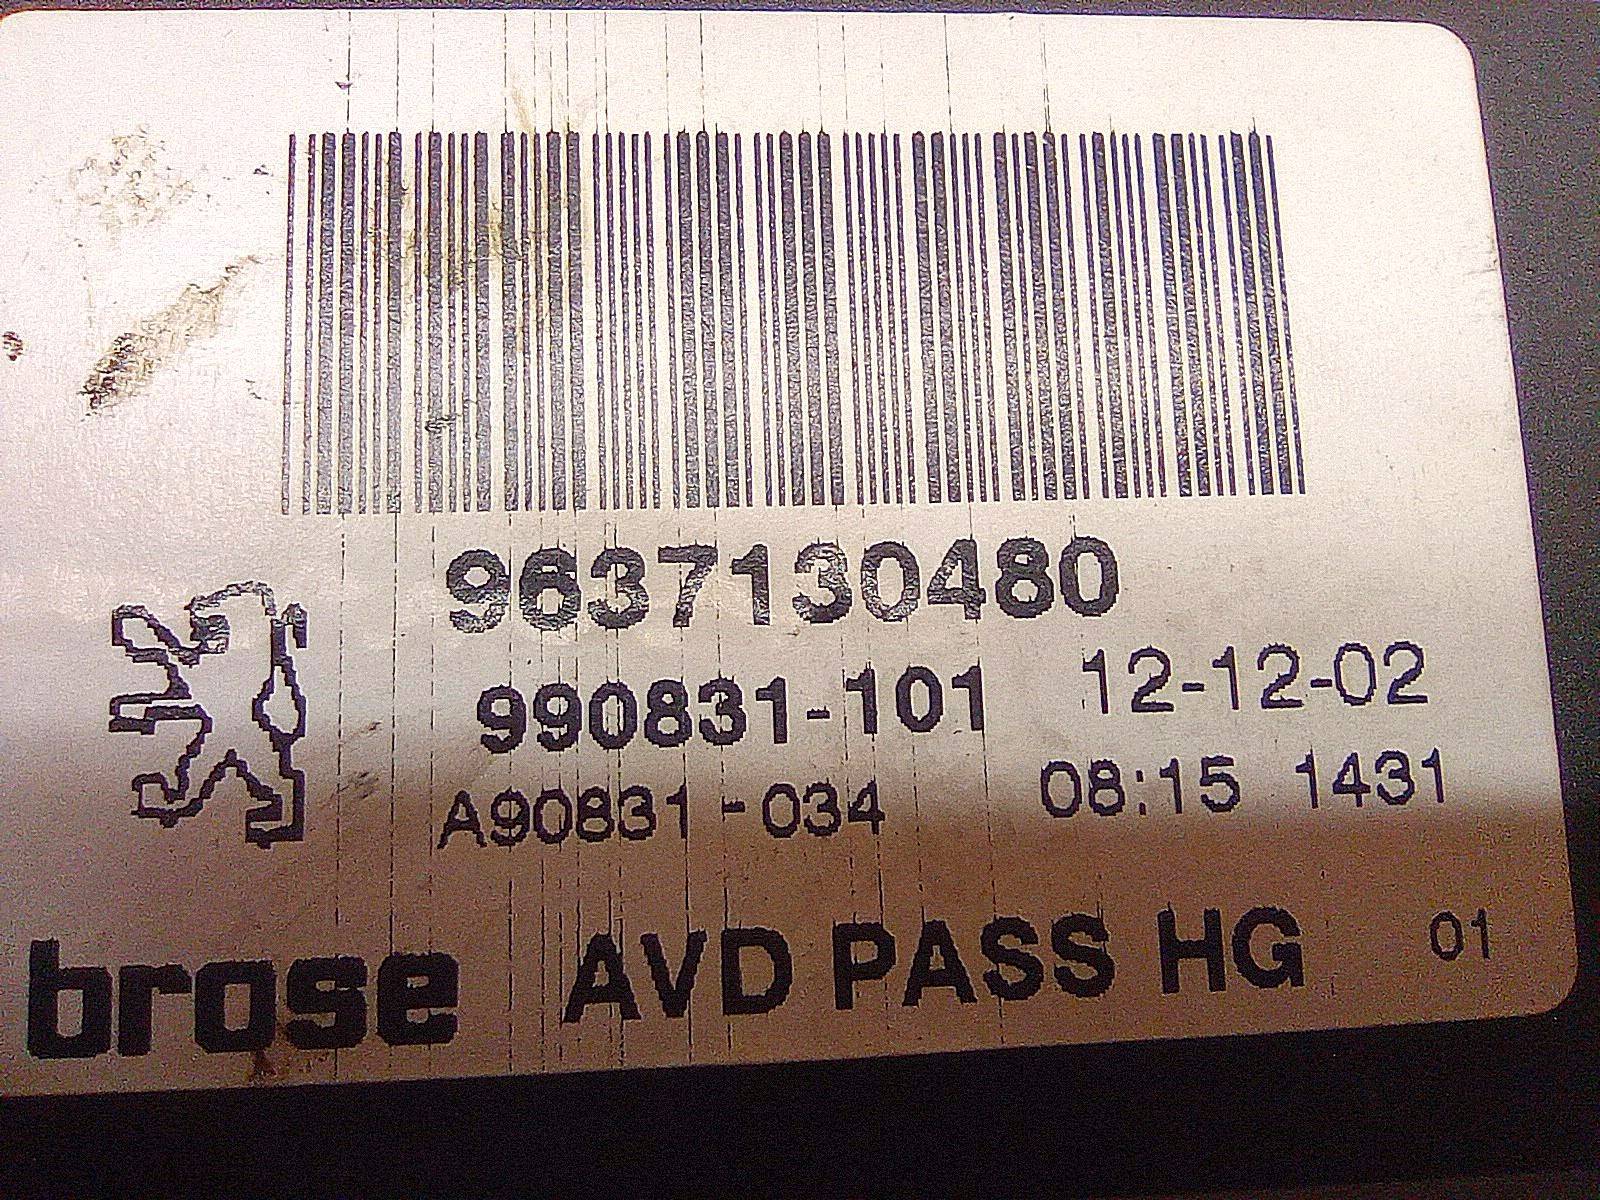 9637130480
990831-101 12-12-02
A90831-034 08:15 1431
brose AVD PASS HG 01